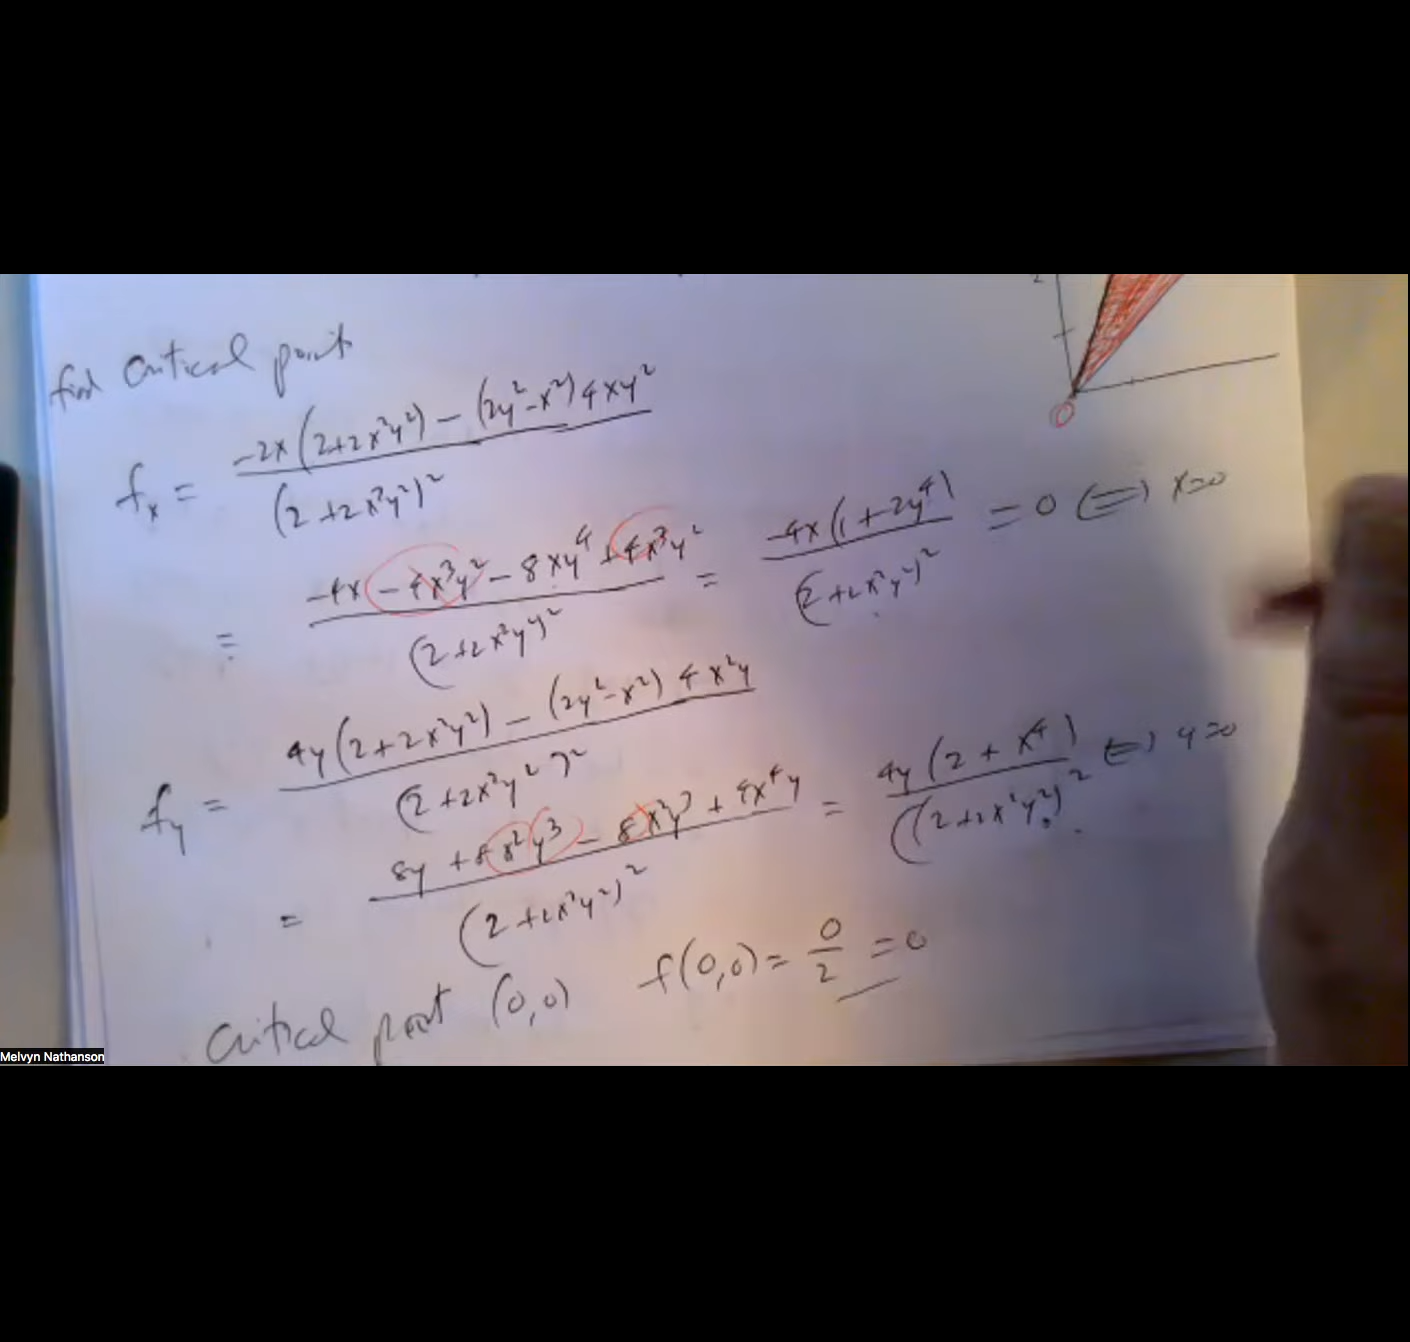 find critical point
2
fₓ = (-2x(2+2x²y²) - (2y²-x²)4xy²) / (2+2x²y²)²
= (-4x - 4x³y² - 8xy⁴ + 4x³y²) / (2+2x²y²)² = -4x(1+2y⁴) / (2+2x²y²)² = 0 ⟺ x=0
f_y = (4y(2+2x²y²) - (2y²-x²)4x²y) / (2+2x²y²)²
= (8y + 8x²y³ - 8x²y³ + 4x⁴y) / (2+2x²y²)² = 4y(2+x⁴) / ((2+2x²y²)² ⟺ y=0
critical point (0,0) f(0,0) = 0/2 = 0
Melvyn Nathanson